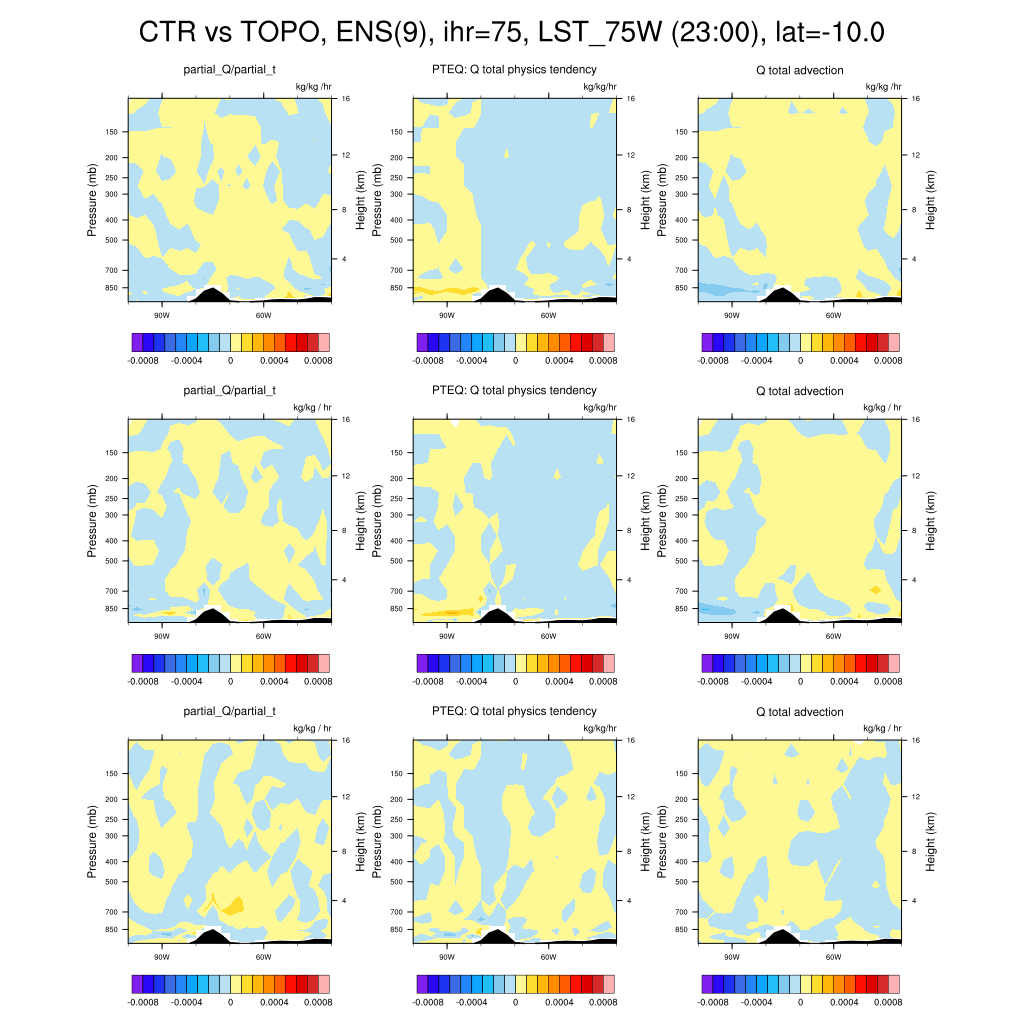 CTR vs TOPO, ENS(9), ihr=75, LST_75W (23:00), lat=-10.0
partial_Q/partial_t PTEQ: Q total physics tendency Q total advection
kg/kg /hr kg/kg/hr kg/kg /hr
16 16 16
150 150 150
12 12 12
200 200 200
250 250 250
300 300 300
8 8 8
400 400 400
500 500 500
4 4 4
700 700 700
850 850 850
Pressure (mb) Height (km) Pressure (mb) Height (km) Pressure (mb) Height (km)
90W 60W 90W 60W 90W 60W
-0.0008 -0.0004 0 0.0004 0.0008 -0.0008 -0.0004 0 0.0004 0.0008 -0.0008 -0.0004 0 0.0004 0.0008
partial_Q/partial_t PTEQ: Q total physics tendency Q total advection
kg/kg / hr kg/kg/hr kg/kg / hr
16 16 16
150 150 150
12 12 12
200 200 200
250 250 250
300 300 300
8 8 8
400 400 400
500 500 500
4 4 4
700 700 700
850 850 850
Pressure (mb) Height (km) Pressure (mb) Height (km) Pressure (mb) Height (km)
90W 60W 90W 60W 90W 60W
-0.0008 -0.0004 0 0.0004 0.0008 -0.0008 -0.0004 0 0.0004 0.0008 -0.0008 -0.0004 0 0.0004 0.0008
partial_Q/partial_t PTEQ: Q total physics tendency Q total advection
kg/kg / hr kg/kg/hr kg/kg / hr
16 16 16
150 150 150
12 12 12
200 200 200
250 250 250
300 300 300
8 8 8
400 400 400
500 500 500
4 4 4
700 700 700
850 850 850
Pressure (mb) Height (km) Pressure (mb) Height (km) Pressure (mb) Height (km)
90W 60W 90W 60W 90W 60W
-0.0008 -0.0004 0 0.0004 0.0008 -0.0008 -0.0004 0 0.0004 0.0008 -0.0008 -0.0004 0 0.0004 0.0008